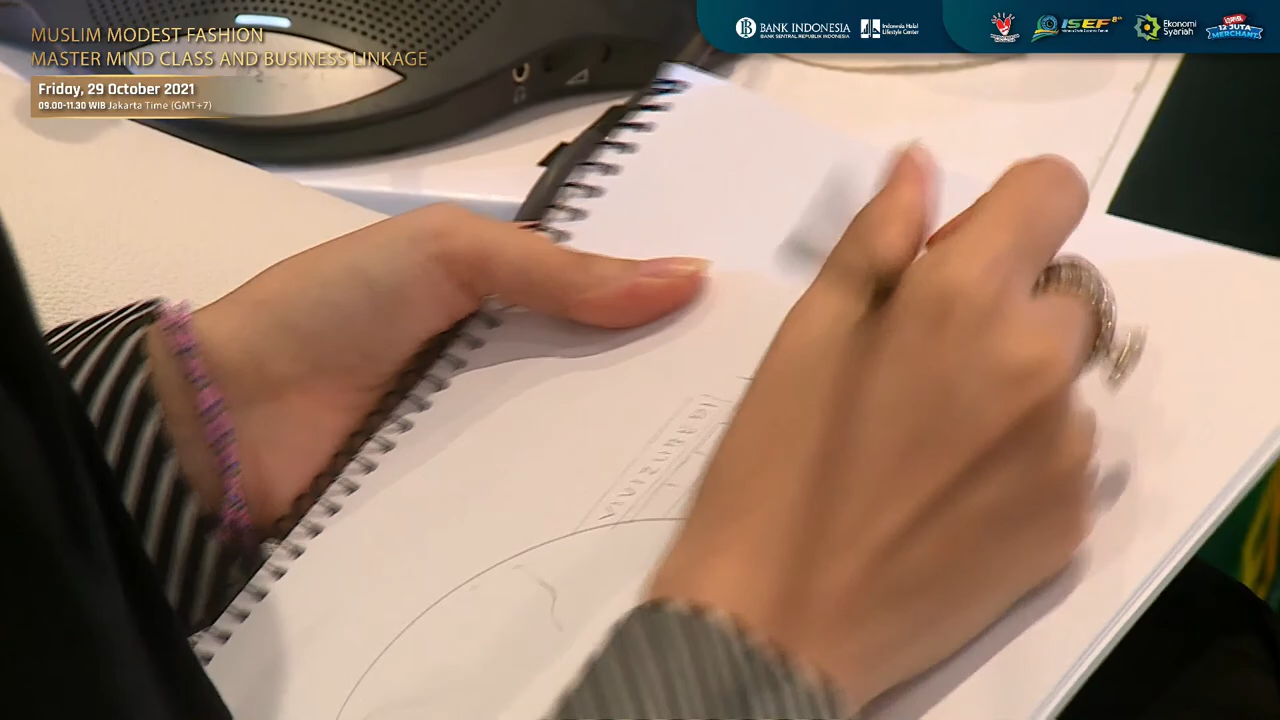 MUSLIM MODEST FASHION
MASTER MIND CLASS AND BUSINESS LINKAGE
Friday, 29 October 2021
09.00-11.30 WIB Jakarta Time (GMT+7)
BANK INDONESIA
BANK SENTRAL REPUBLIK INDONESIA
Indonesia Halal
Lifestyle Center
ISEF 8th
Ekonomi
Syariah
12 JUTA
MERCHANT